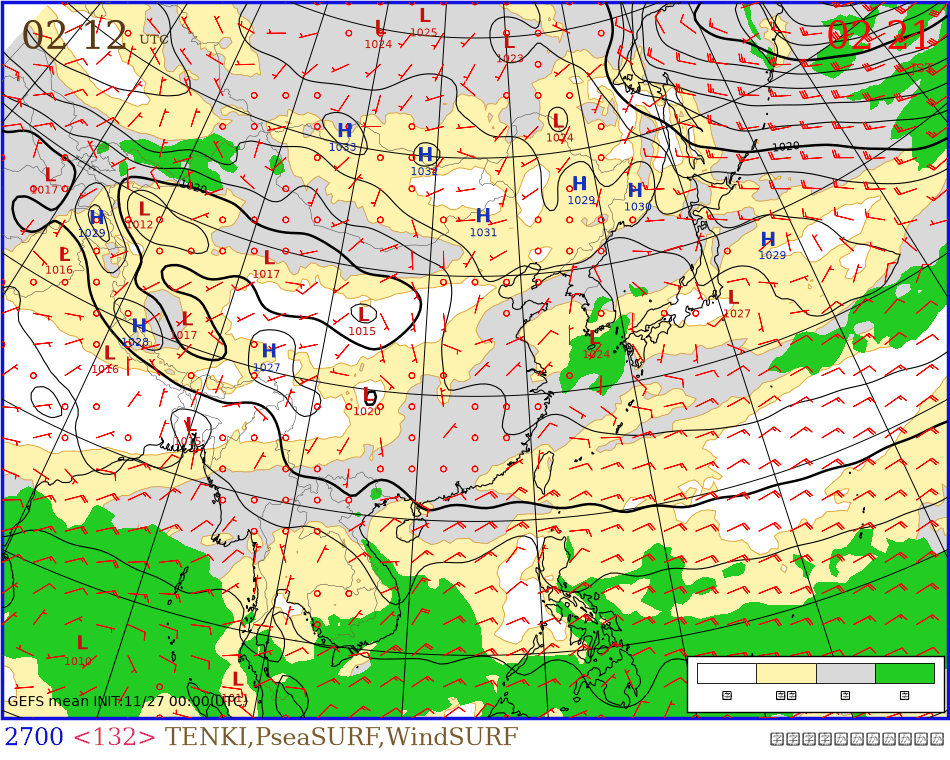 02 12 UTC
02 21 JST
L 1024
L 1025
L 1023
H 1033
H 1032
L 1024
H 1029
H 1030
H 1031
1020
1030
L 1017
H 1029
L 1012
L 1016
L 1017
H 1029
L 1027
L 1015
H 1028
L 1017
L 1016
H 1027
L 1024
L 1020
L
L 1010
L
GEFS mean INIT:11/27 00:00(UTC)
2700 <132> TENKI,PseaSURF,WindSURF